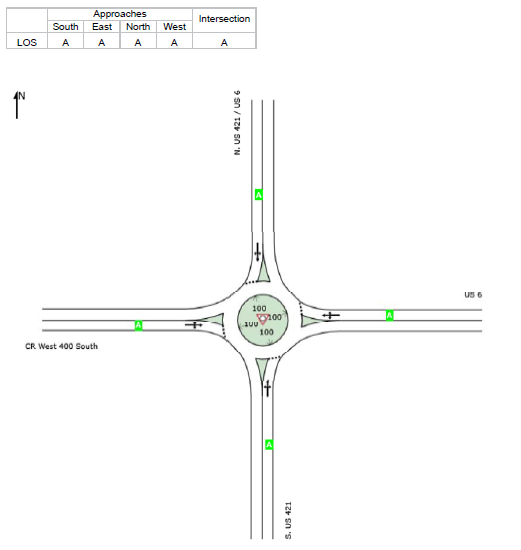 Approaches
Intersection
South East North West
LOS A A A A A
N
N. US 421 / US 6
A
US 6
100
100
100
100
A
A
CR West 400 South
A
S. US 421